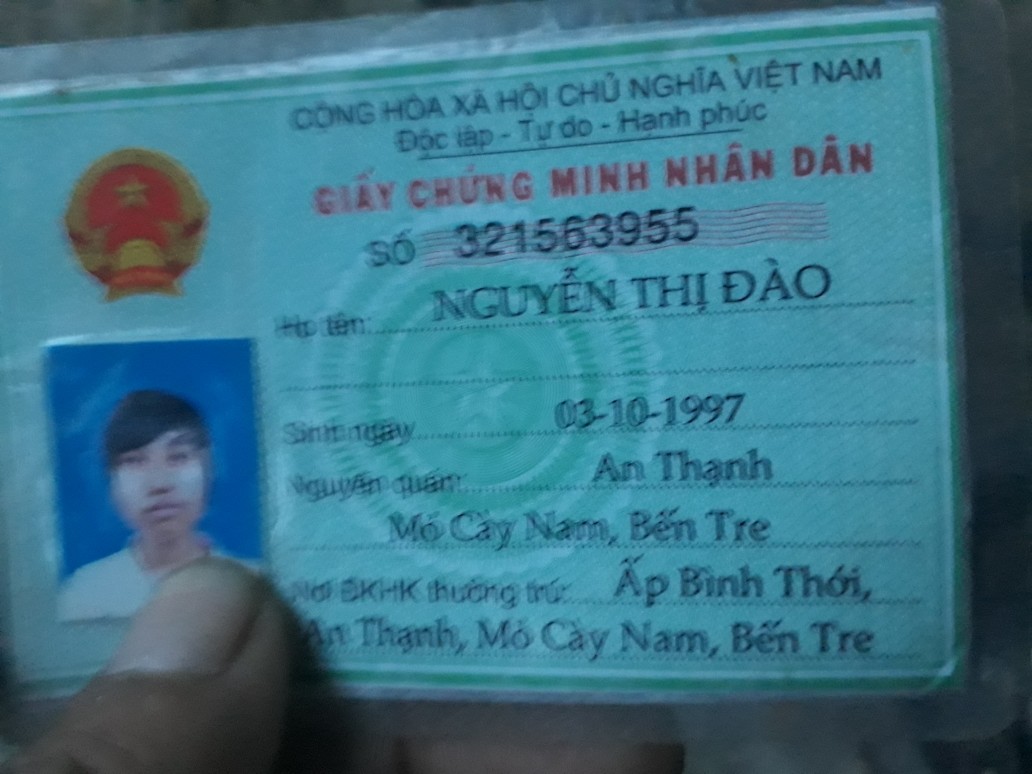 CỘNG HÒA XÃ HỘI CHỦ NGHĨA VIỆT NAM
Độc lập - Tự do - Hạnh phúc
GIẤY CHỨNG MINH NHÂN DÂN
SỐ 321563955
Họ tên: NGUYỄN THỊ ĐÀO
Sinh ngày 03-10-1997
Nguyên quán: An Thạnh
Mỏ Cày Nam, Bến Tre
Nơi ĐKHK thường trú: Ấp Bình Thới,
An Thạnh, Mỏ Cày Nam, Bến Tre